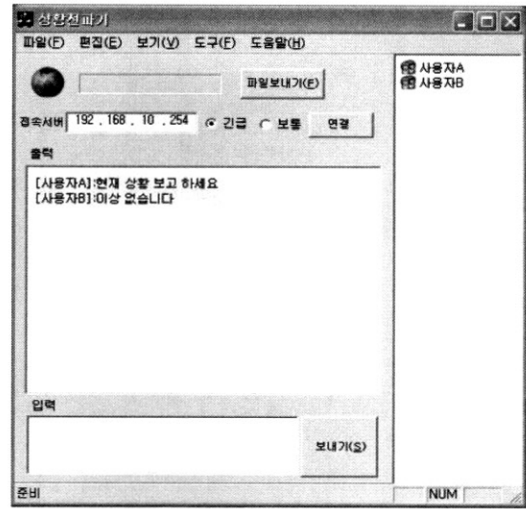 상황전파기
파일(F) 편집(E) 보기(V) 도구(F) 도움말(H)
파일보내기(F)
접속서버 192 . 168 . 10 . 254 긴급 보통 연결
출력
[사용자A]:현재 상황 보고 하세요
[사용자B]:이상 없습니다
입력
보내기(S)
사용자A
사용자B
준비
NUM